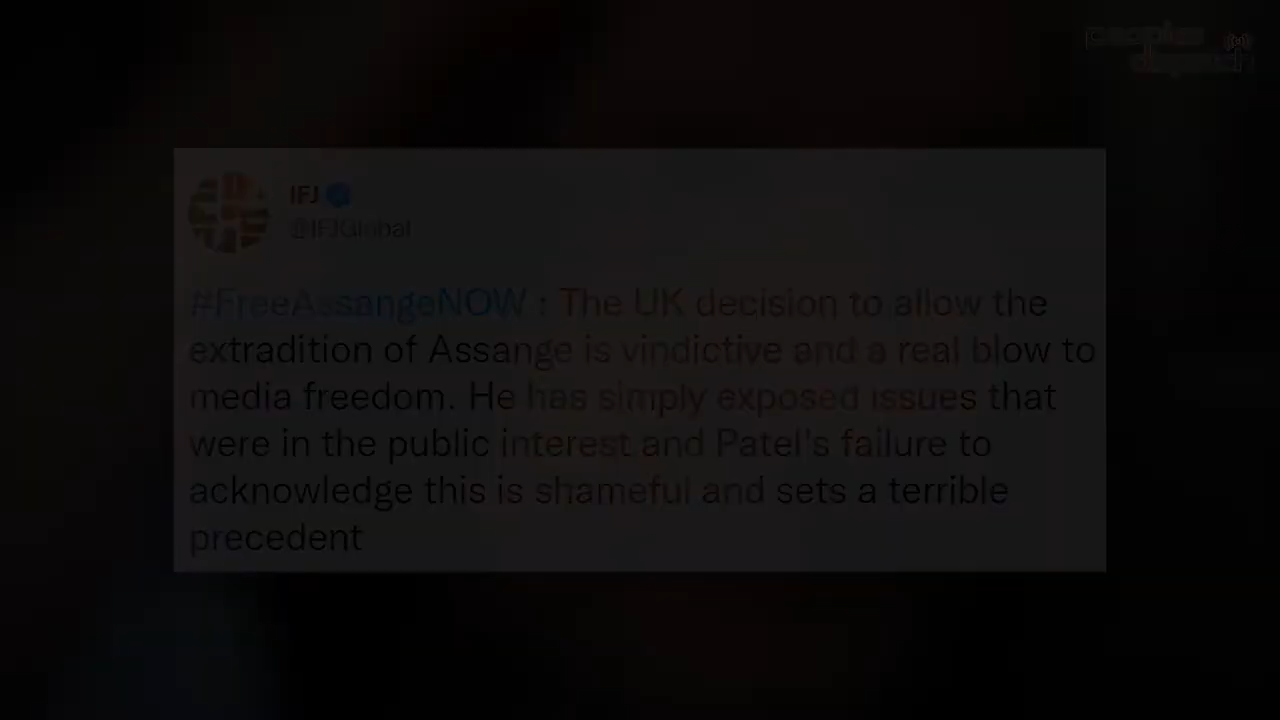 peoples
dispatch
IFJ
@IFJGlobal
#FreeAssangeNOW : The UK decision to allow the
extradition of Assange is vindictive and a real blow to
media freedom. He has simply exposed issues that
were in the public interest and Patel's failure to
acknowledge this is shameful and sets a terrible
precedent